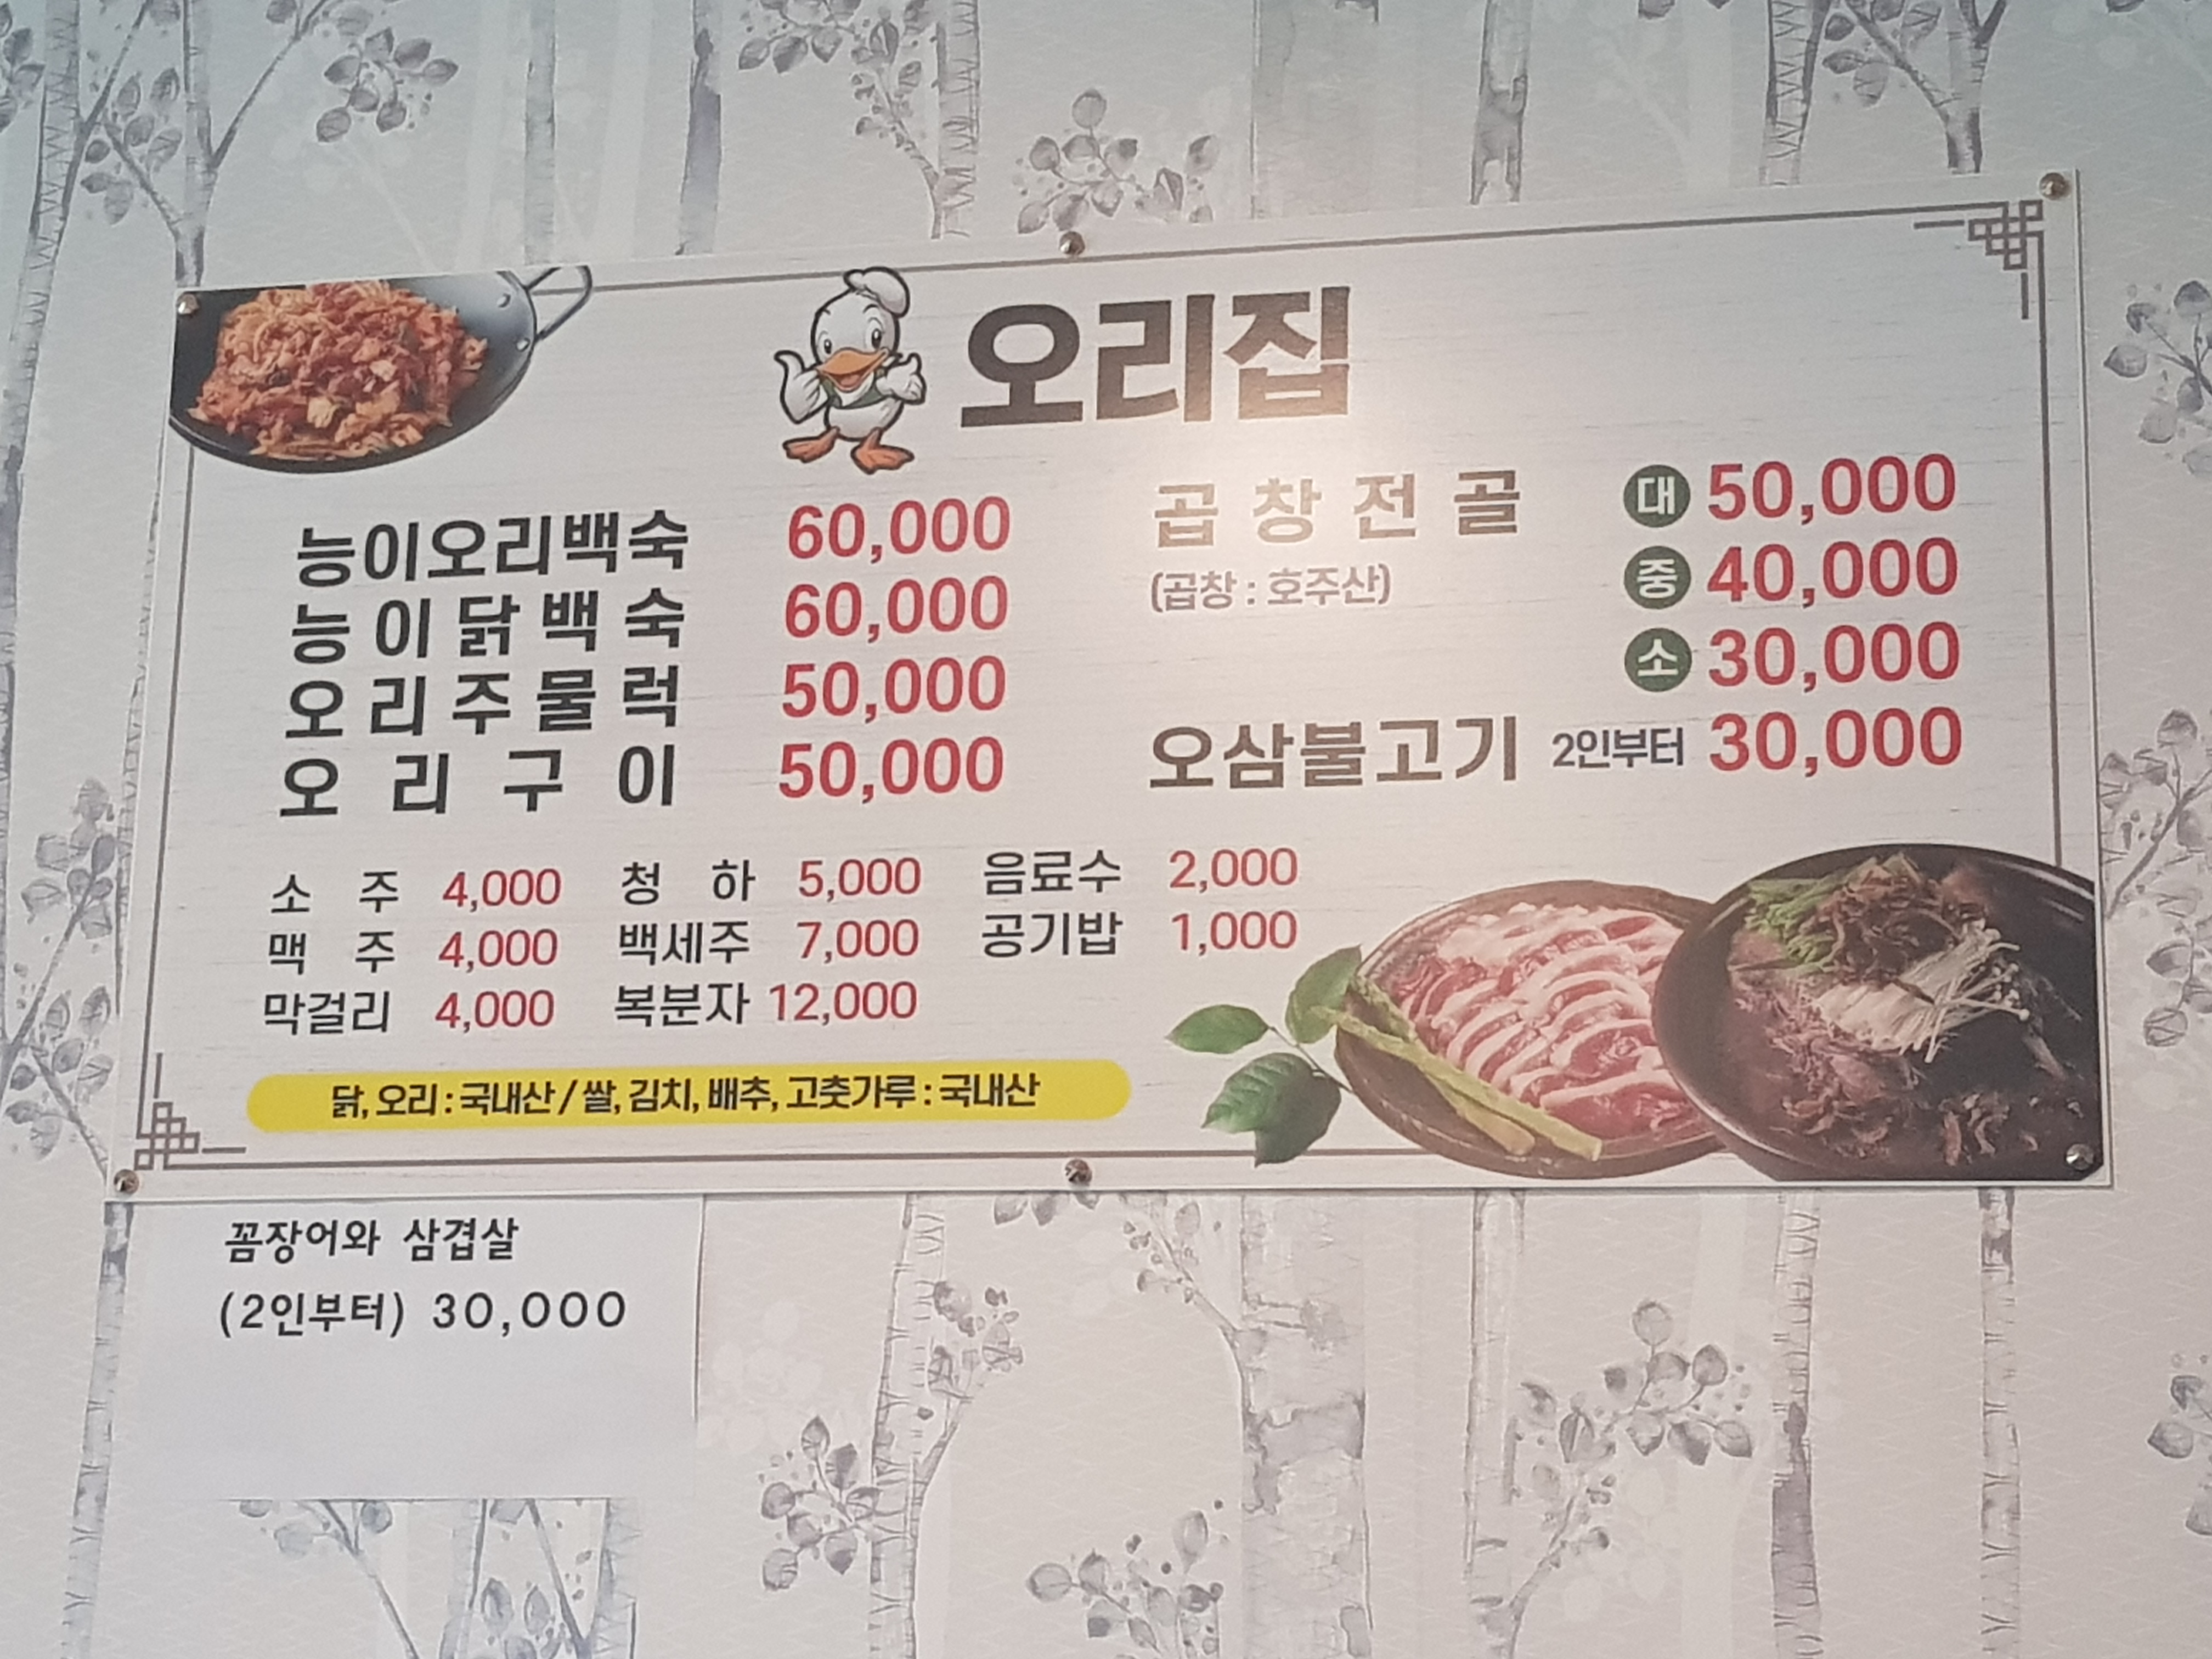 오리집
능이오리백숙 60,000
능이닭백숙 60,000
오리주물럭 50,000
오리구이 50,000
곱창전골 대 50,000
(곱창 : 호주산) 중 40,000
소 30,000
오삼불고기 2인부터 30,000
소주 4,000 청하 5,000 음료수 2,000
맥주 4,000 백세주 7,000 공기밥 1,000
막걸리 4,000 복분자 12,000
닭, 오리 : 국내산 / 쌀, 김치, 배추, 고춧가루 : 국내산
꼼장어와 삼겹살
(2인부터) 30,000